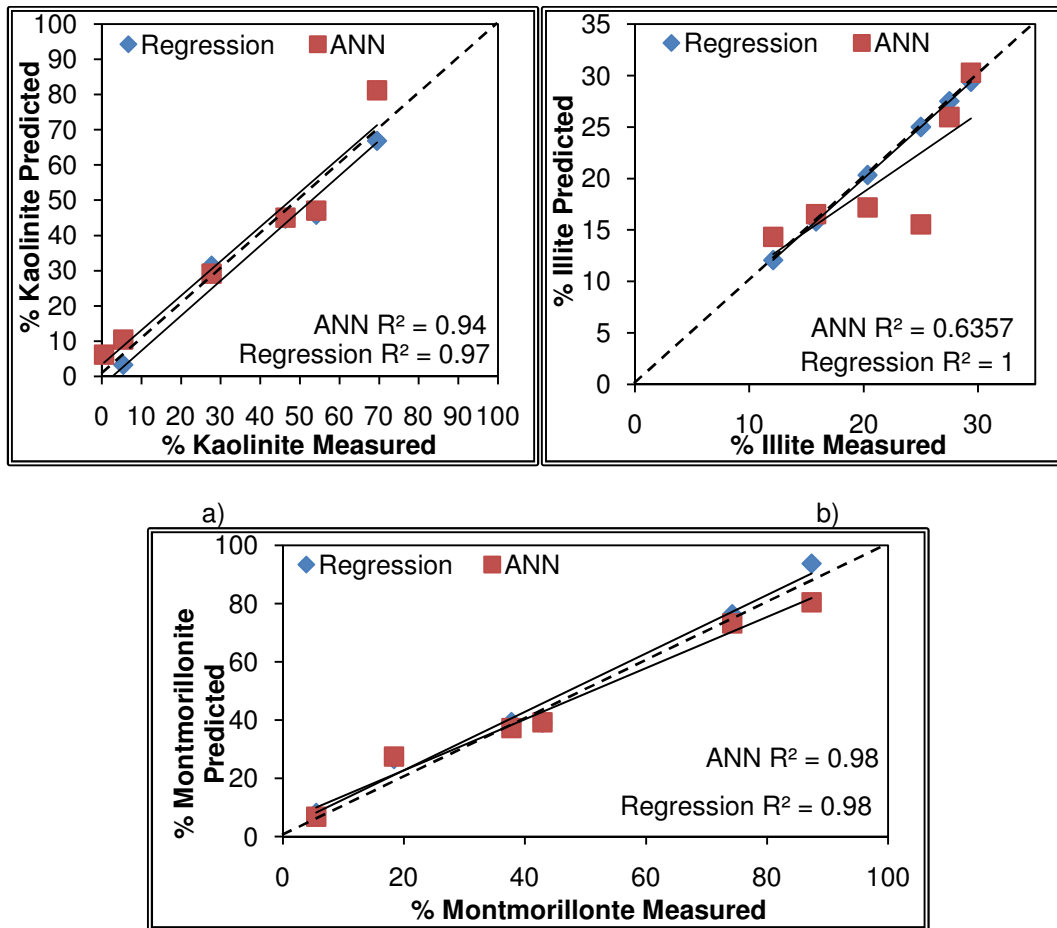 100
90
80
70
60
50
40
30
20
10
0
% Kaolinite Predicted
Regression
ANN
ANN R² = 0.94
Regression R² = 0.97
0 10 20 30 40 50 60 70 80 90 100
% Kaolinite Measured
35
30
25
20
15
10
5
0
% Illite Predicted
Regression
ANN
ANN R² = 0.6357
Regression R² = 1
0 10 20 30
% Illite Measured
a)
b)
100
80
60
40
20
0
% Montmorillonite
Predicted
Regression
ANN
ANN R² = 0.98
Regression R² = 0.98
0 20 40 60 80 100
% Montmorillonte Measured